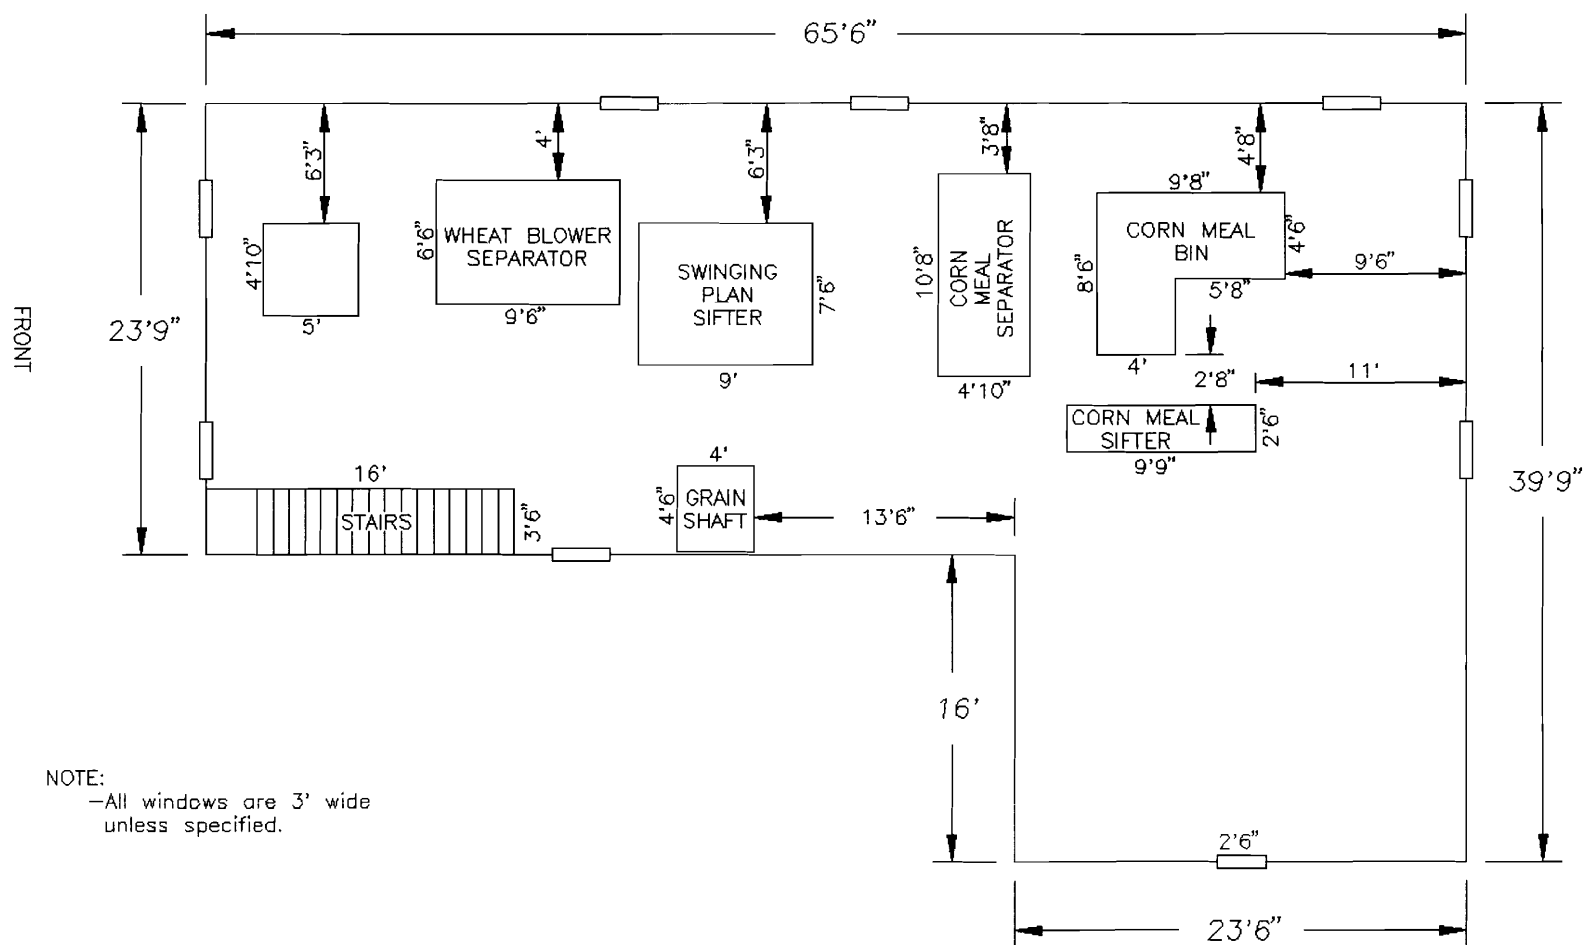 65'6"
6'3"
4'
6'3"
3'8"
4'8"
9'8"
4'10"
5'
6'6"
WHEAT BLOWER
SEPARATOR
9'6"
SWINGING
PLAN
SIFTER
7'6"
9'
10'8"
CORN
MEAL
SEPARATOR
4'10"
CORN MEAL
BIN
4'6"
8'6"
5'8"
9'6"
4'
2'8"
11'
CORN MEAL
SIFTER
2'6"
9'9"
FRONT
23'9"
39'9"
16'
STAIRS
3'6"
4'
4'6"
GRAIN
SHAFT
13'6"
16'
NOTE:
-All windows are 3' wide
unless specified.
2'6"
23'6"